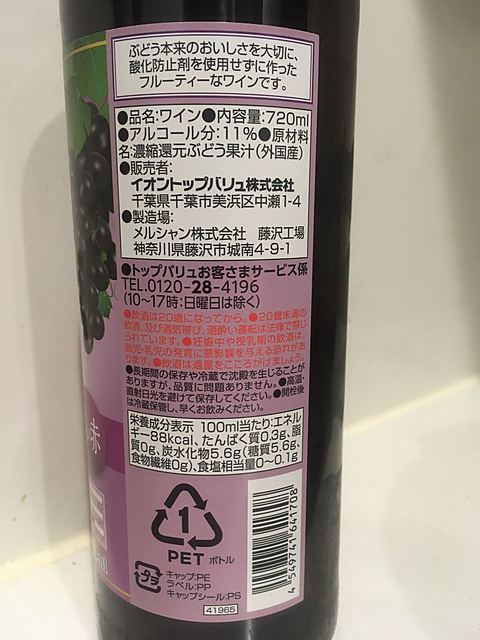 ぶどう本来のおいしさを大切に、
酸化防止剤を使用せずに作った
フルーティーなワインです。
●品名:ワイン●内容量:720ml
●アルコール分:11%●原材料
名:濃縮還元ぶどう果汁(外国産)
●販売者:
イオントップバリュ株式会社
千葉県千葉市美浜区中瀬1-4
●製造場:
メルシャン株式会社 藤沢工場
神奈川県藤沢市城南4-9-1
●トップバリュお客さまサービス係
TEL.0120-28-4196
(10~17時:日曜日は除く)
●飲酒は20歳になってから。●20歳未満の
飲酒、及び酒気帯び、酒酔い運転は法律で禁じ
られています。●妊娠中や授乳期の飲酒は、
胎児・乳児の発育に悪影響を与える恐れがあ
ります。●飲酒は適量をこころがけましょう。
●長期間の保存や冷蔵で沈殿を生じることが
ありますが、品質に問題ありません。●高温・
直射日光を避けて保存してください。●開栓後
は冷蔵保管し、早くお飲みください。
栄養成分表示 100ml当たり:エネル
ギー88kcal、たんぱく質0.3g、脂
質0g、炭水化物5.6g(糖質5.6g、
食物繊維0g)、食塩相当量0~0.1g
赤
1
PET ボトル
プラ
キャップ:PE
ラベル:PP
キャップシール:PS
41965
4 549741 641708